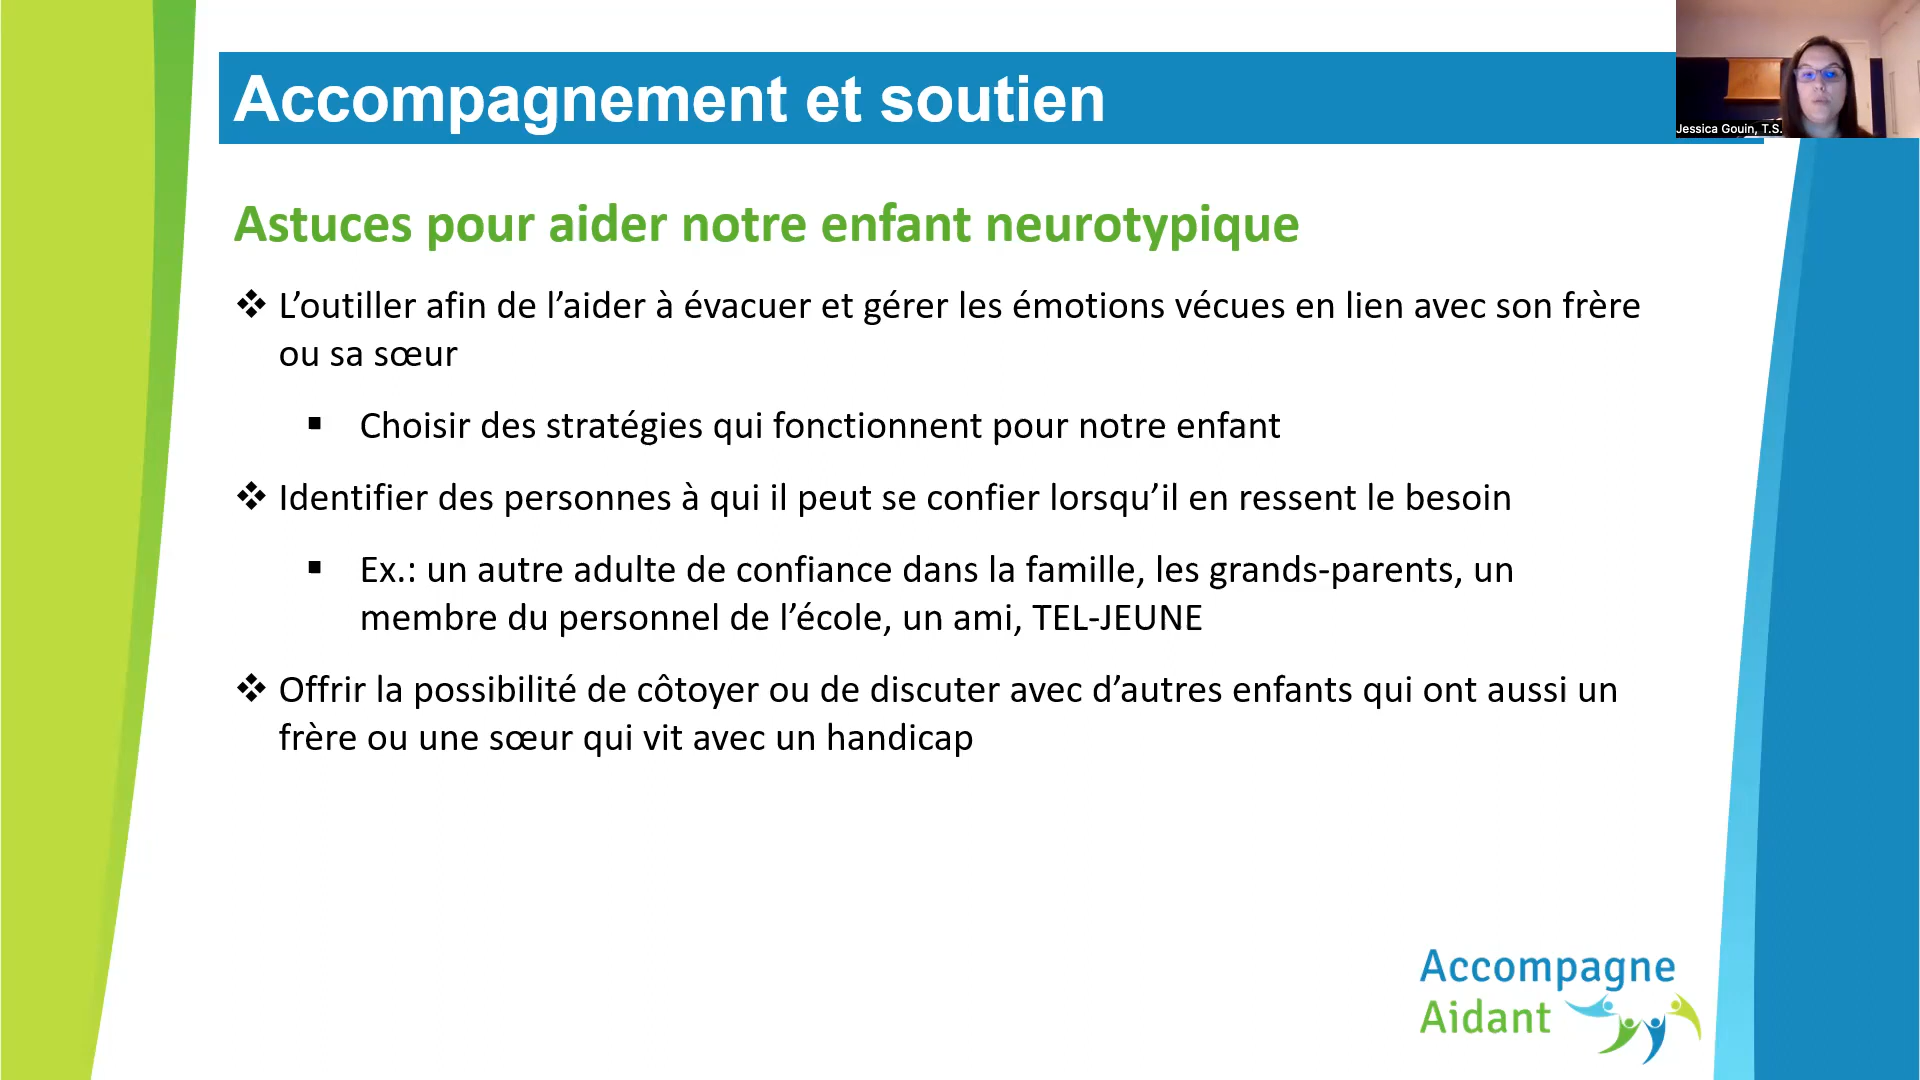 Accompagnement et soutien
Jessica Gouin, T.S.
Astuces pour aider notre enfant neurotypique
❖ L’outiller afin de l’aider à évacuer et gérer les émotions vécues en lien avec son frère
ou sa sœur
▪ Choisir des stratégies qui fonctionnent pour notre enfant
❖ Identifier des personnes à qui il peut se confier lorsqu’il en ressent le besoin
▪ Ex.: un autre adulte de confiance dans la famille, les grands-parents, un
membre du personnel de l’école, un ami, TEL-JEUNE
❖ Offrir la possibilité de côtoyer ou de discuter avec d’autres enfants qui ont aussi un
frère ou une sœur qui vit avec un handicap
Accompagne
Aidant